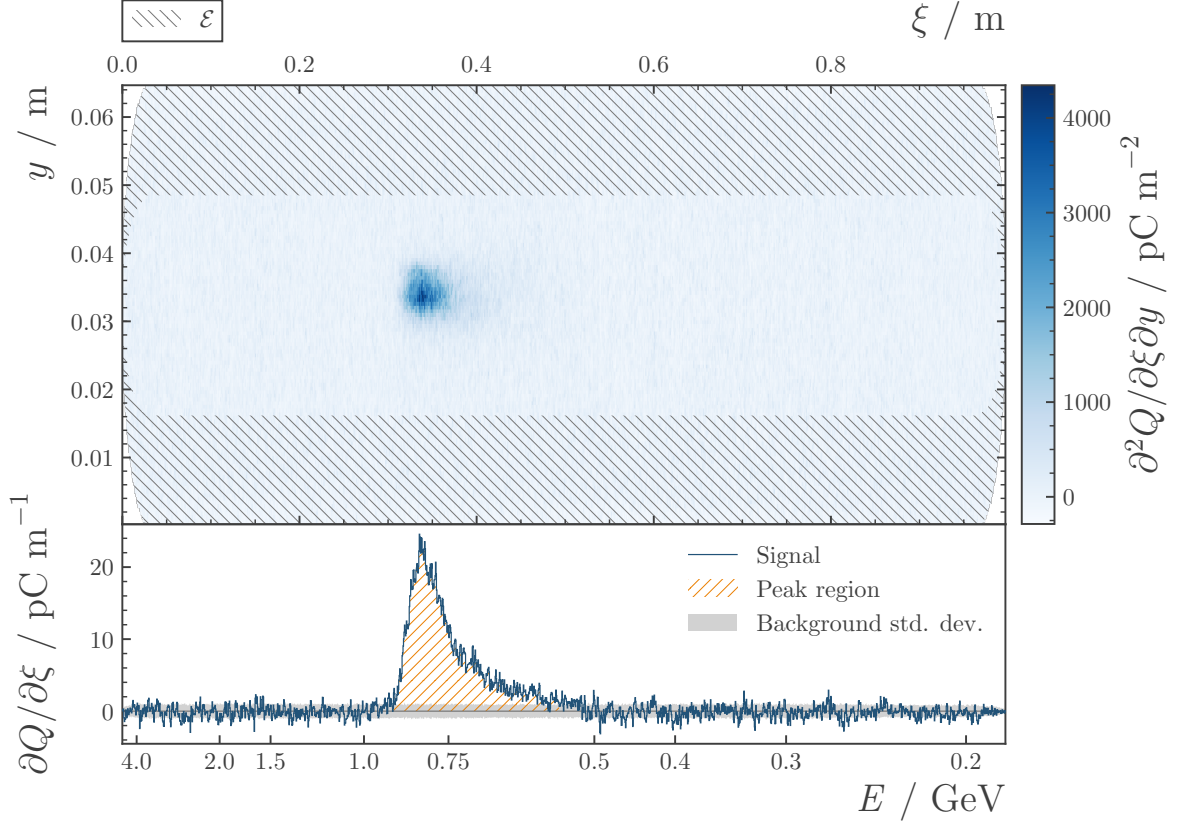 ℰ
ξ / m
0.0 0.2 0.4 0.6 0.8
y / m
0.06
0.05
0.04
0.03
0.02
0.01
4000
3000
2000
1000
0
∂²Q/∂ξ∂y / pC m⁻²
∂Q/∂ξ / pC m⁻¹
20
10
0
Signal
Peak region
Background std. dev.
4.0 2.0 1.5 1.0 0.75 0.5 0.4 0.3 0.2
E / GeV